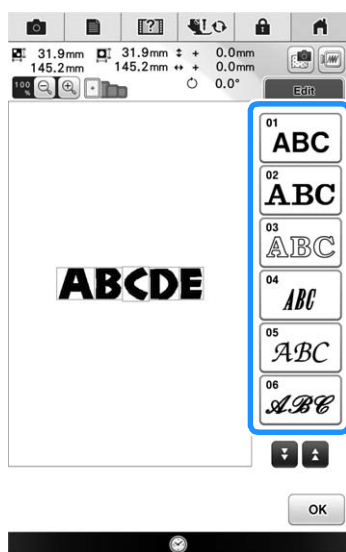 [?]
31.9mm 31.9mm ↕ + 0.0mm
145.2mm 145.2mm ↔ + 0.0mm
100 % 0.0°
Edit
01
ABC
02
ABC
03
ABC
ABCDE
04
ABC
05
ABC
06
ABC
OK